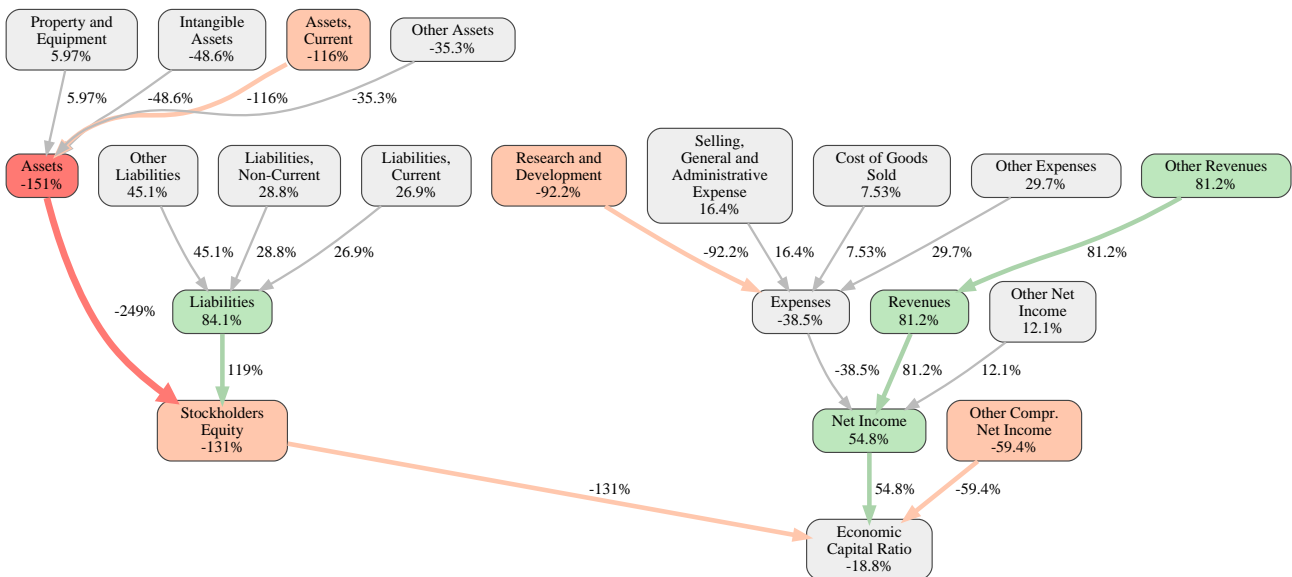 Property and
Equipment
5.97%
Intangible
Assets
-48.6%
Assets,
Current
-116%
Other Assets
-35.3%
5.97%
-48.6%
-116%
-35.3%
Assets
-151%
Other
Liabilities
45.1%
Liabilities,
Non-Current
28.8%
Liabilities,
Current
26.9%
Research and
Development
-92.2%
Selling,
General and
Administrative
Expense
16.4%
Cost of Goods
Sold
7.53%
Other Expenses
29.7%
Other Revenues
81.2%
45.1%
28.8%
26.9%
-92.2%
16.4%
7.53%
29.7%
81.2%
-249%
Liabilities
84.1%
Expenses
-38.5%
Revenues
81.2%
Other Net
Income
12.1%
119%
-38.5%
81.2%
12.1%
Stockholders
Equity
-131%
Net Income
54.8%
Other Compr.
Net Income
-59.4%
-131%
54.8%
-59.4%
Economic
Capital Ratio
-18.8%